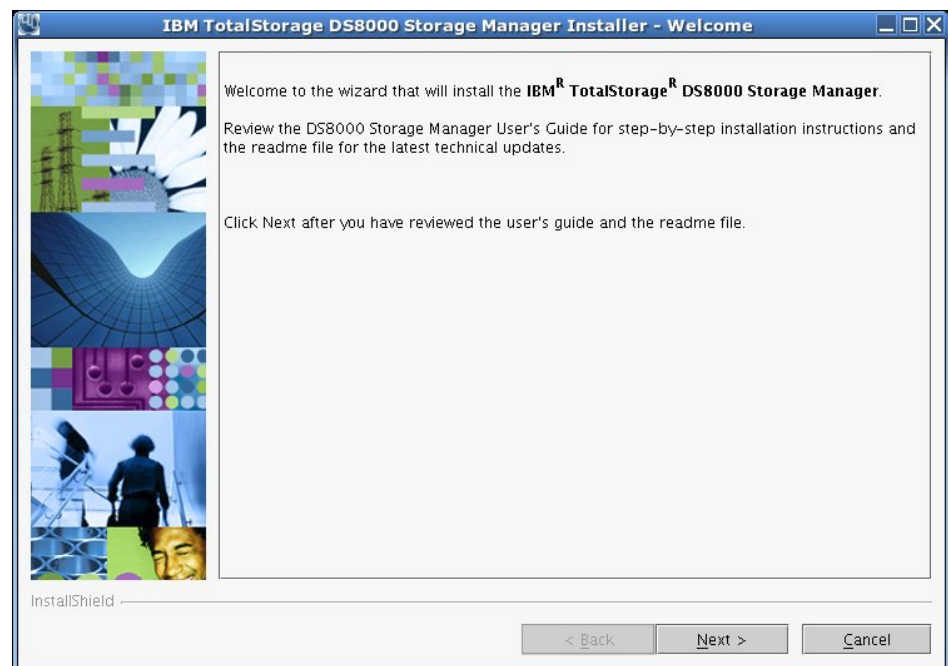 IBM TotalStorage DS8000 Storage Manager Installer - Welcome
Welcome to the wizard that will install the IBM^R TotalStorage^R DS8000 Storage Manager.
Review the DS8000 Storage Manager User's Guide for step-by-step installation instructions and
the readme file for the latest technical updates.
Click Next after you have reviewed the user's guide and the readme file.
InstallShield
< Back
Next >
Cancel